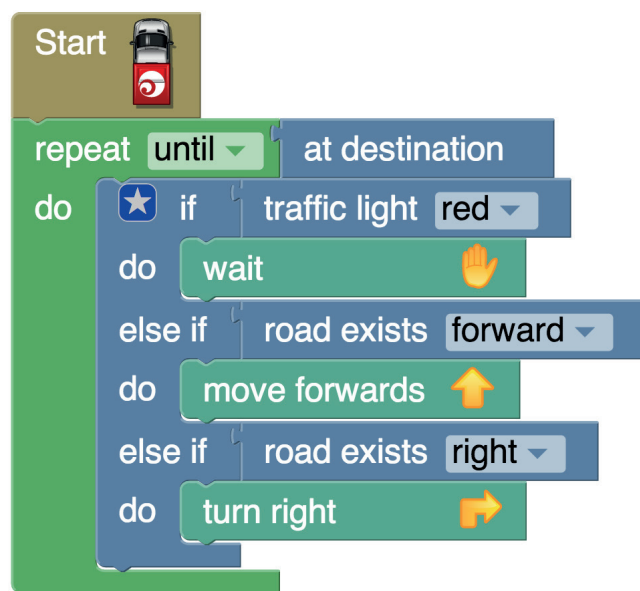 Start
repeat until at destination
do if traffic light red
do wait
else if road exists forward
do move forwards
else if road exists right
do turn right